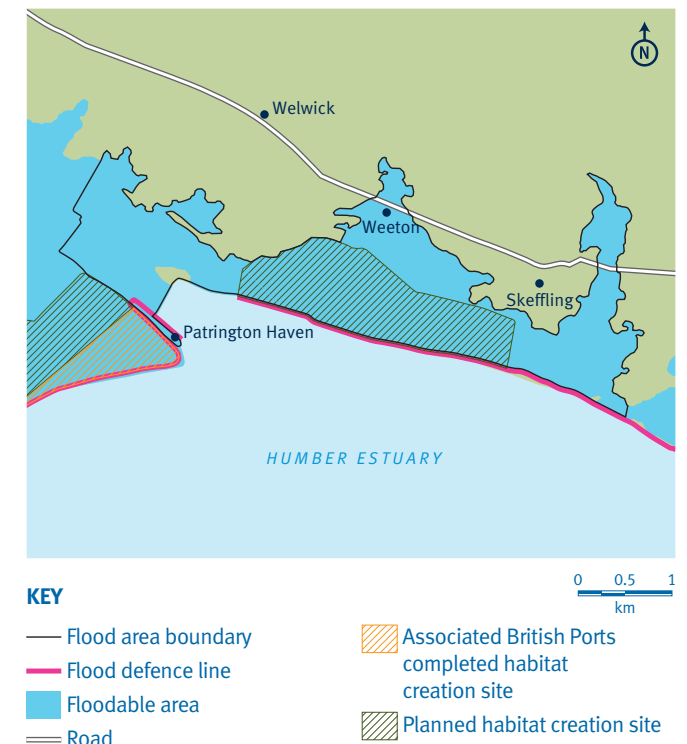 N
Welwick
Weeton
Skeffling
Patrington Haven
HUMBER ESTUARY
0 0.5 1
km
KEY
Flood area boundary
Flood defence line
Floodable area
Road
Associated British Ports
completed habitat
creation site
Planned habitat creation site